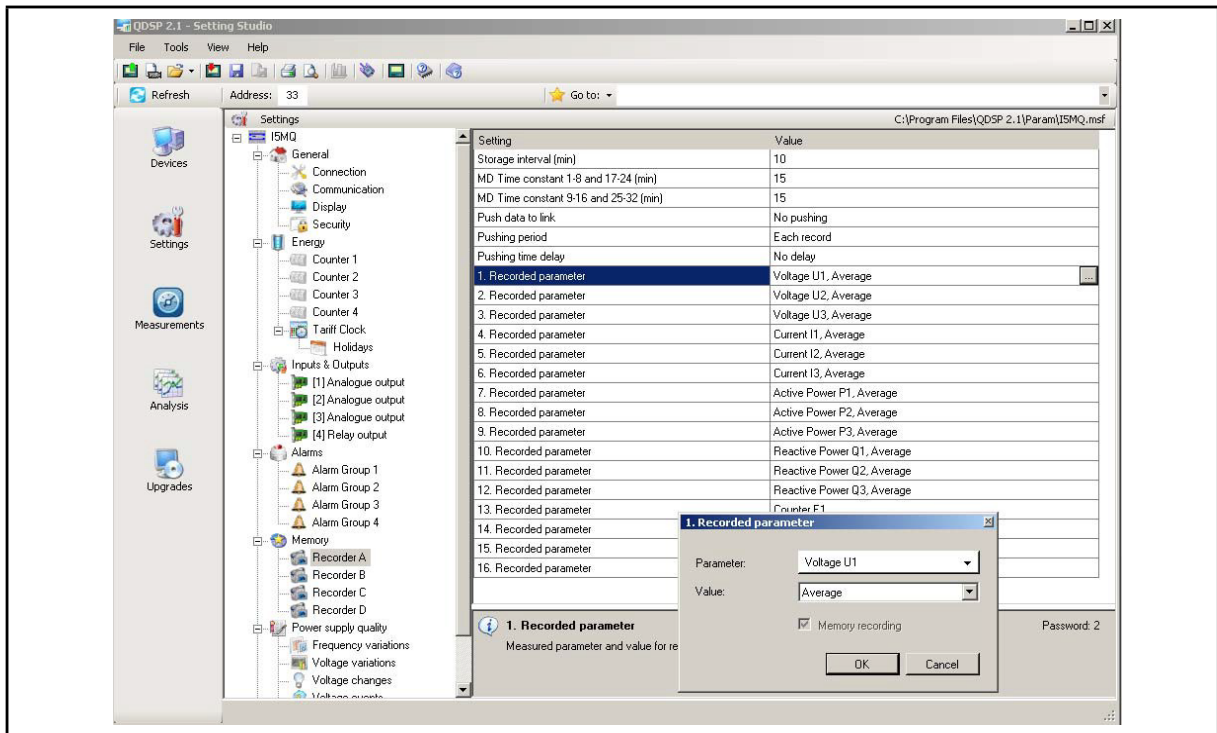 QDSP 2.1 - Setting Studio
File Tools View Help
Refresh Address: 33 Go to:
Settings C:\Program Files\QDSP 2.1\Param\I5MQ.msf
Devices
Settings
Measurements
Analysis
Upgrades
I5MQ
General
Connection
Communication
Display
Security
Energy
Counter 1
Counter 2
Counter 3
Counter 4
Tariff Clock
Holidays
Inputs & Outputs
[1] Analogue output
[2] Analogue output
[3] Analogue output
[4] Relay output
Alarms
Alarm Group 1
Alarm Group 2
Alarm Group 3
Alarm Group 4
Memory
Recorder A
Recorder B
Recorder C
Recorder D
Power supply quality
Frequency variations
Voltage variations
Voltage changes
Voltage events
Setting Value
Storage interval (min) 10
MD Time constant 1-8 and 17-24 (min) 15
MD Time constant 9-16 and 25-32 (min) 15
Push data to link No pushing
Pushing period Each record
Pushing time delay No delay
1. Recorded parameter Voltage U1, Average ...
2. Recorded parameter Voltage U2, Average
3. Recorded parameter Voltage U3, Average
4. Recorded parameter Current I1, Average
5. Recorded parameter Current I2, Average
6. Recorded parameter Current I3, Average
7. Recorded parameter Active Power P1, Average
8. Recorded parameter Active Power P2, Average
9. Recorded parameter Active Power P3, Average
10. Recorded parameter Reactive Power Q1, Average
11. Recorded parameter Reactive Power Q2, Average
12. Recorded parameter Reactive Power Q3, Average
13. Recorded parameter Counter E1
14. Recorded parameter
15. Recorded parameter
16. Recorded parameter
1. Recorded parameter
Parameter: Voltage U1
Value: Average
Memory recording
OK Cancel
1. Recorded parameter Password: 2
Measured parameter and value for re